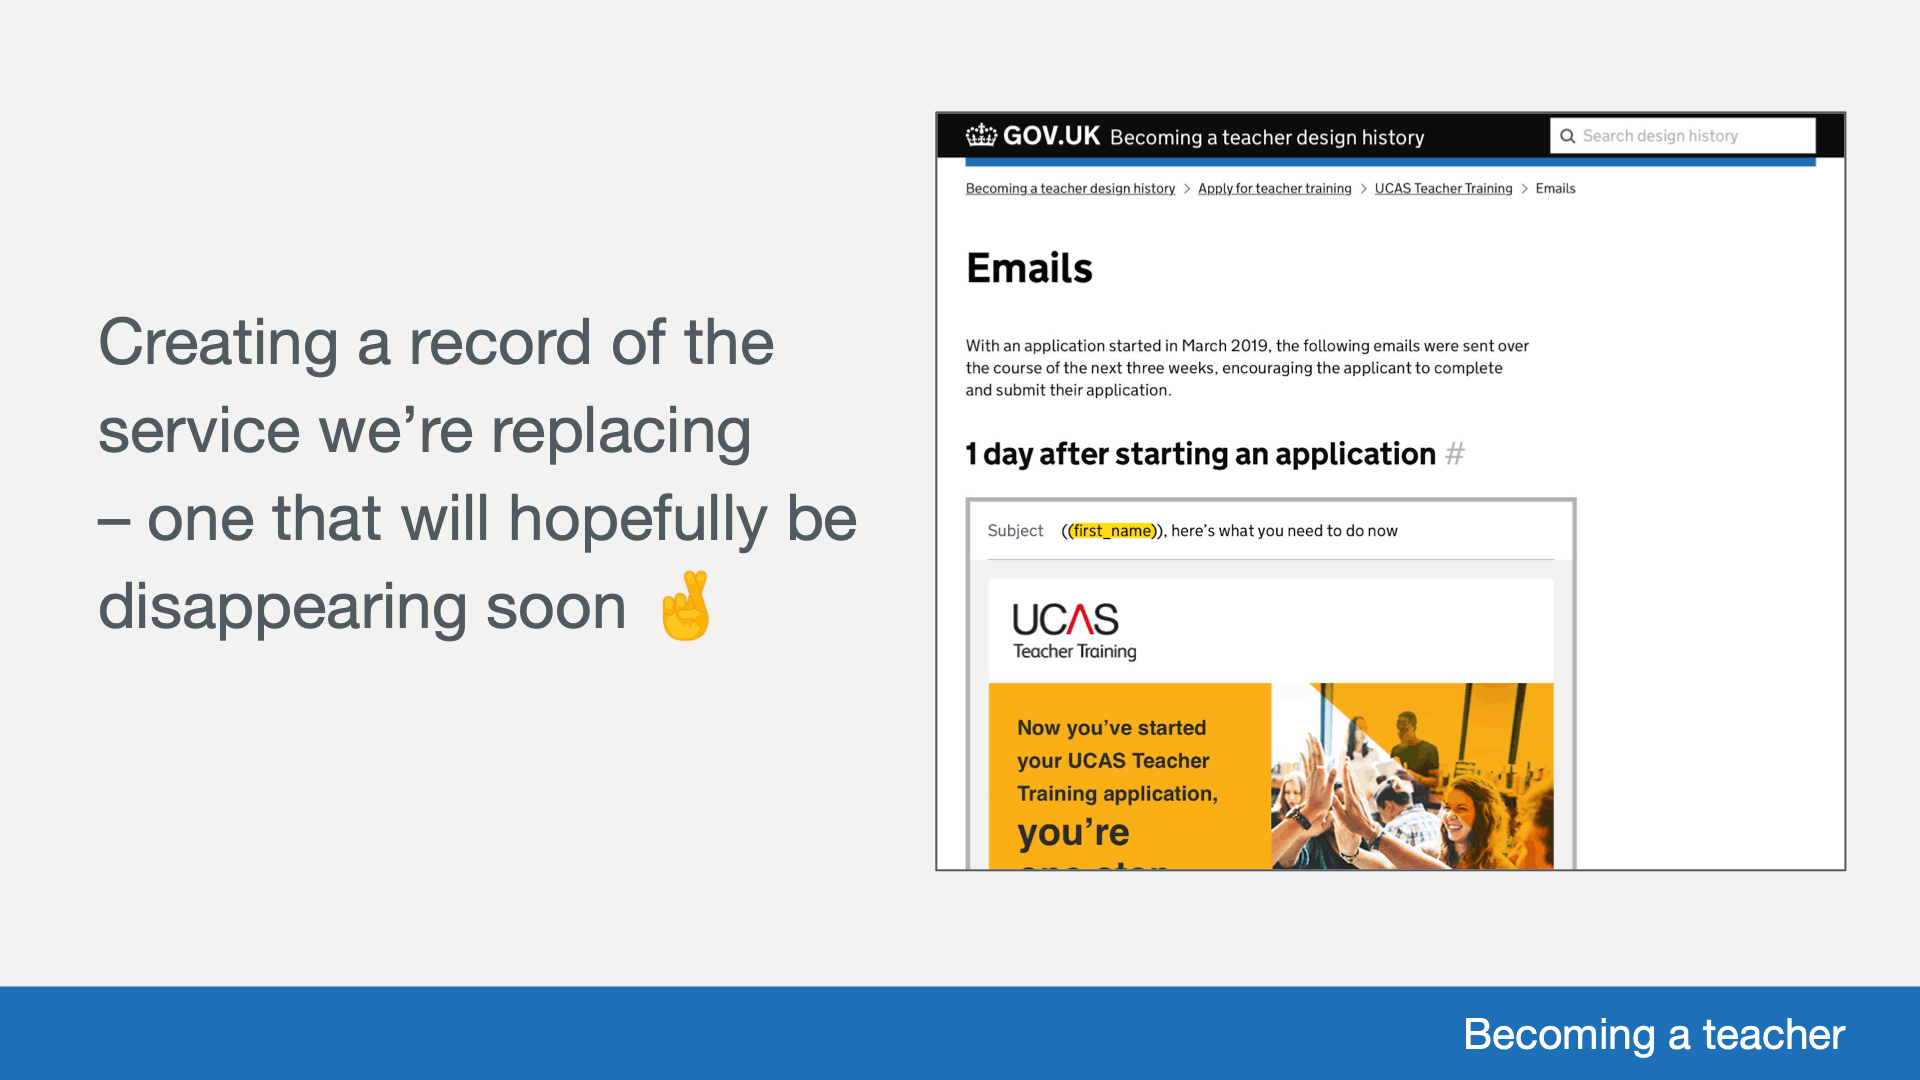 Creating a record of the
service we’re replacing
– one that will hopefully be
disappearing soon 🤞
GOV.UK Becoming a teacher design history
Search design history
Becoming a teacher design history > Apply for teacher training > UCAS Teacher Training > Emails
Emails
With an application started in March 2019, the following emails were sent over
the course of the next three weeks, encouraging the applicant to complete
and submit their application.
1 day after starting an application #
Subject ((first_name)), here’s what you need to do now
UCAS
Teacher Training
Now you’ve started
your UCAS Teacher
Training application,
you’re
one step
Becoming a teacher